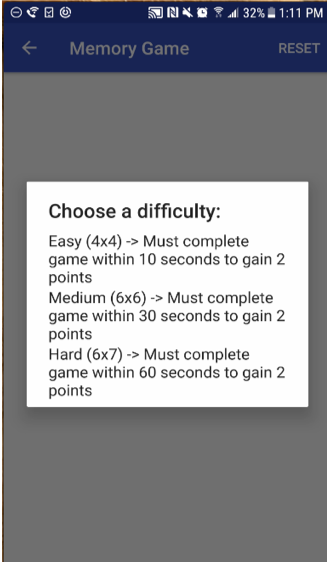 32% 1:11 PM
Memory Game RESET
Choose a difficulty:
Easy (4x4) -> Must complete
game within 10 seconds to gain 2
points
Medium (6x6) -> Must complete
game within 30 seconds to gain 2
points
Hard (6x7) -> Must complete
game within 60 seconds to gain 2
points